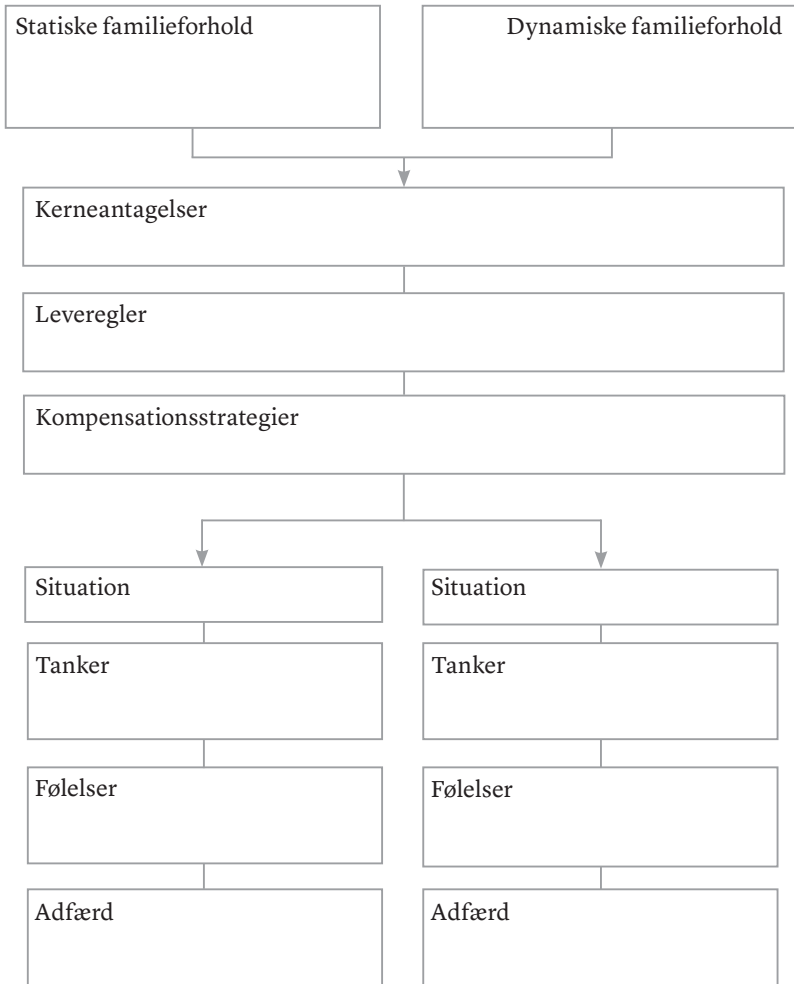 Statiske familieforhold
Dynamiske familieforhold
Kerneantagelser
Leveregler
Kompensationsstrategier
Situation
Situation
Tanker
Tanker
Følelser
Følelser
Adfærd
Adfærd